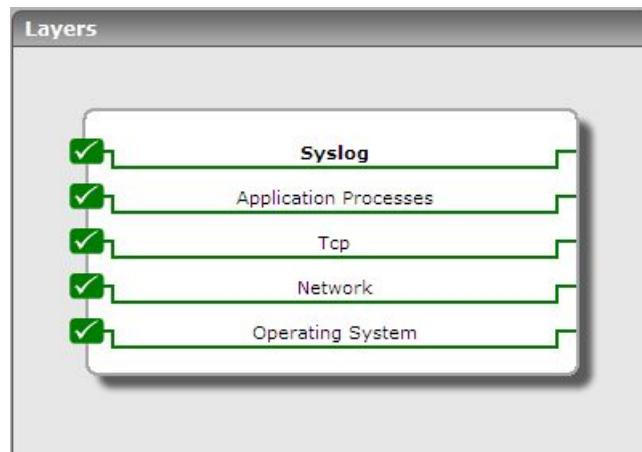 Layers
Syslog
Application Processes
Tcp
Network
Operating System